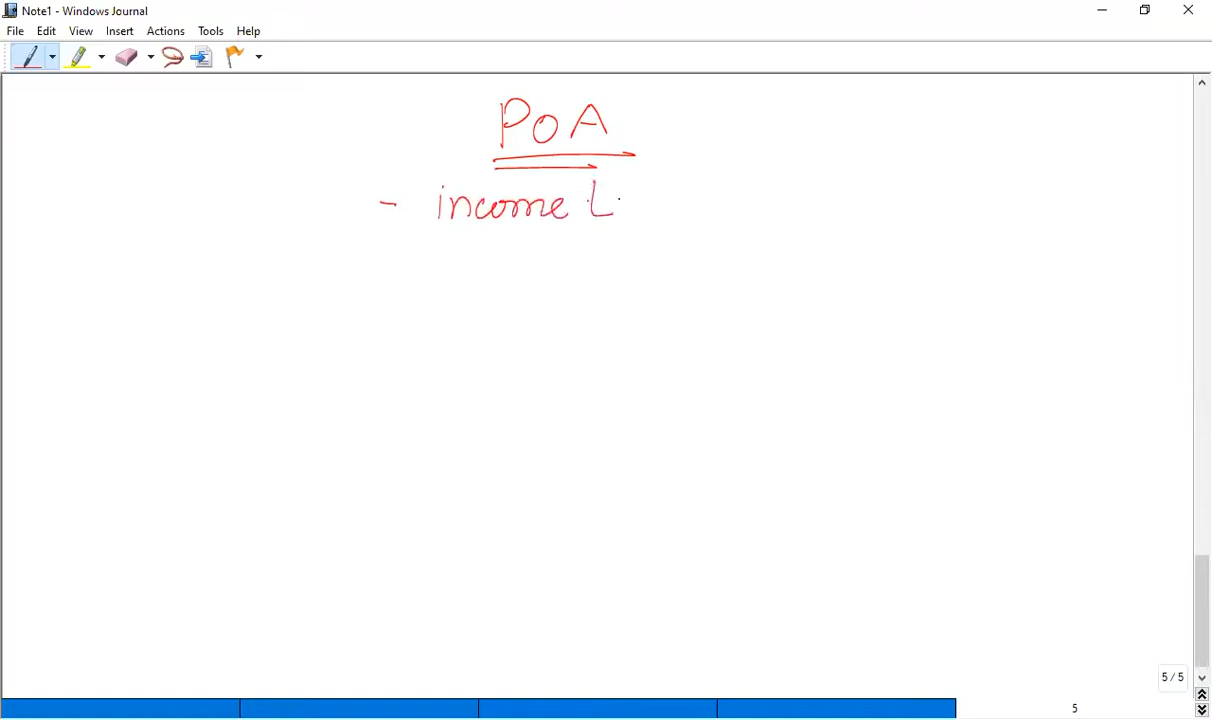 Note1 - Windows Journal
File Edit View Insert Actions Tools Help
PoA
- income L
5 / 5
5